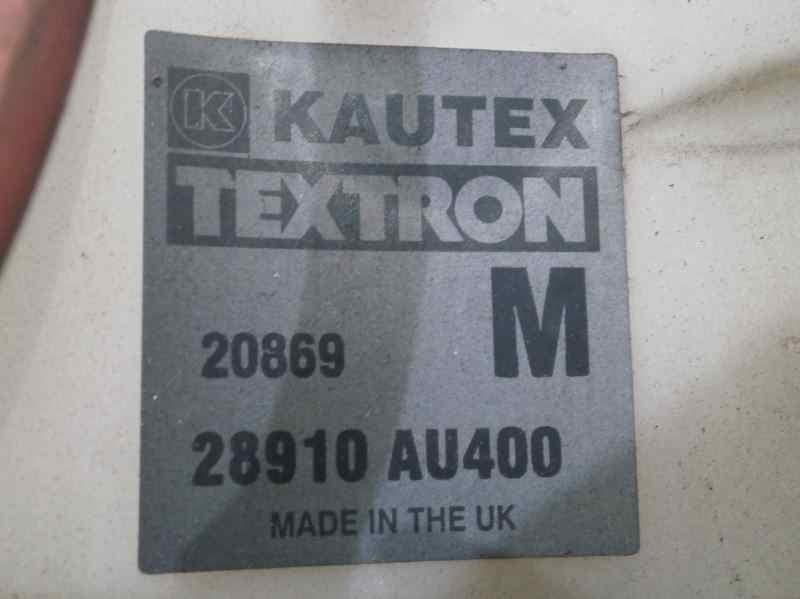 K KAUTEX
TEXTRON
M
20869
28910 AU400
MADE IN THE UK